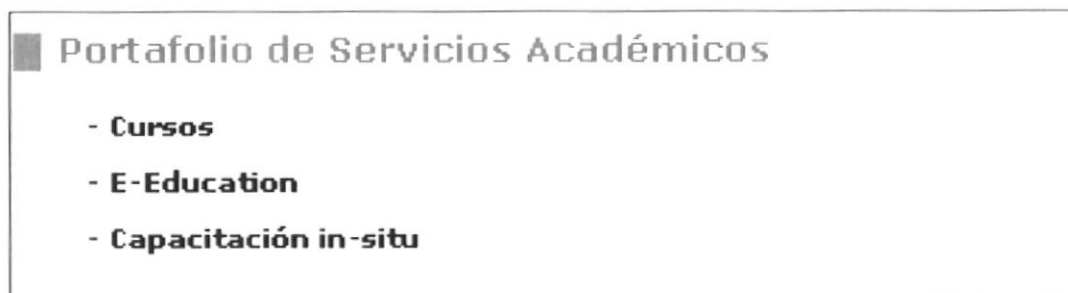 Portafolio de Servicios Académicos
- Cursos
- E-Education
- Capacitación in-situ